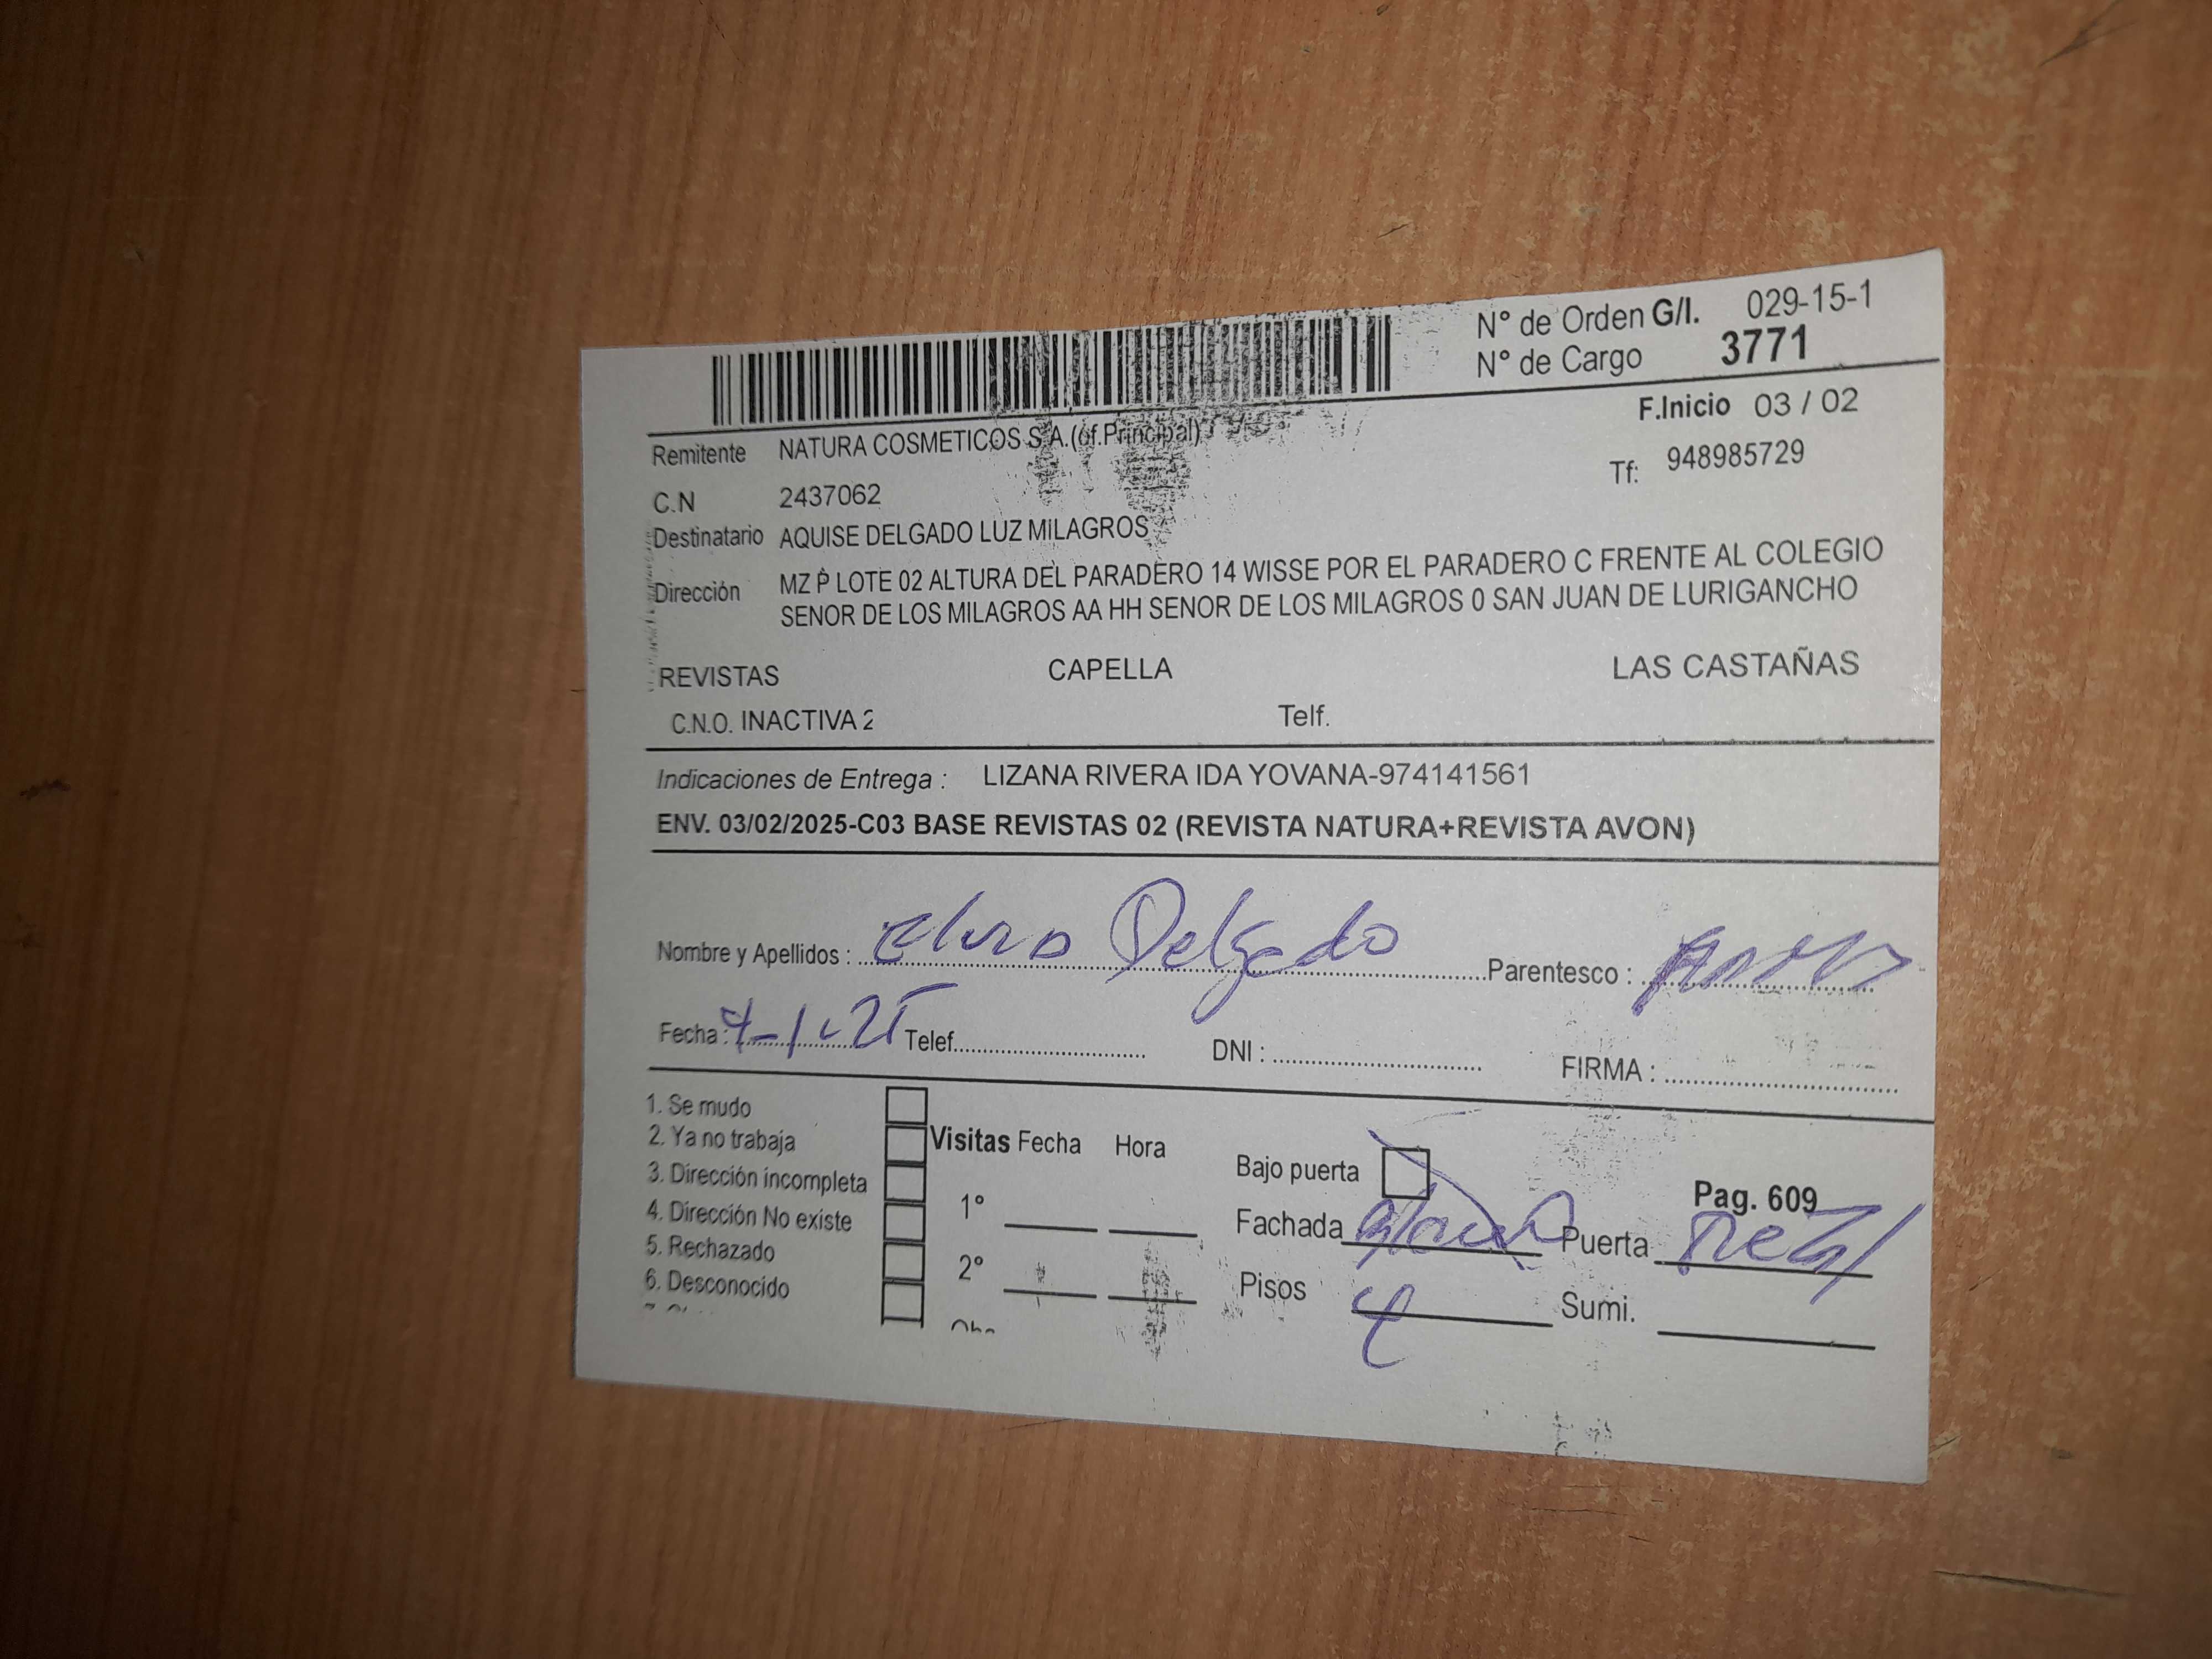 N° de Orden G/I. 029-15-1
N° de Cargo 3771
F.Inicio 03 / 02
Remitente NATURA COSMETICOS S.A.(of.Principal)
Tf: 948985729
C.N 2437062
Destinatario AQUISE DELGADO LUZ MILAGROS
Dirección MZ P LOTE 02 ALTURA DEL PARADERO 14 WISSE POR EL PARADERO C FRENTE AL COLEGIO
SENOR DE LOS MILAGROS AA HH SENOR DE LOS MILAGROS 0 SAN JUAN DE LURIGANCHO
REVISTAS CAPELLA LAS CASTAÑAS
C.N.O. INACTIVA 2 Telf.
Indicaciones de Entrega : LIZANA RIVERA IDA YOVANA-974141561
ENV. 03/02/2025-C03 BASE REVISTAS 02 (REVISTA NATURA+REVISTA AVON)
Nombre y Apellidos : Delgado Parentesco :
Fecha : Telef. DNI : FIRMA :
1. Se mudo
2. Ya no trabaja
3. Dirección incompleta
4. Dirección No existe
5. Rechazado
6. Desconocido
Visitas Fecha Hora
1°
2°
Bajo puerta
Pag. 609
Fachada Puerta
Pisos 4 Sumi.